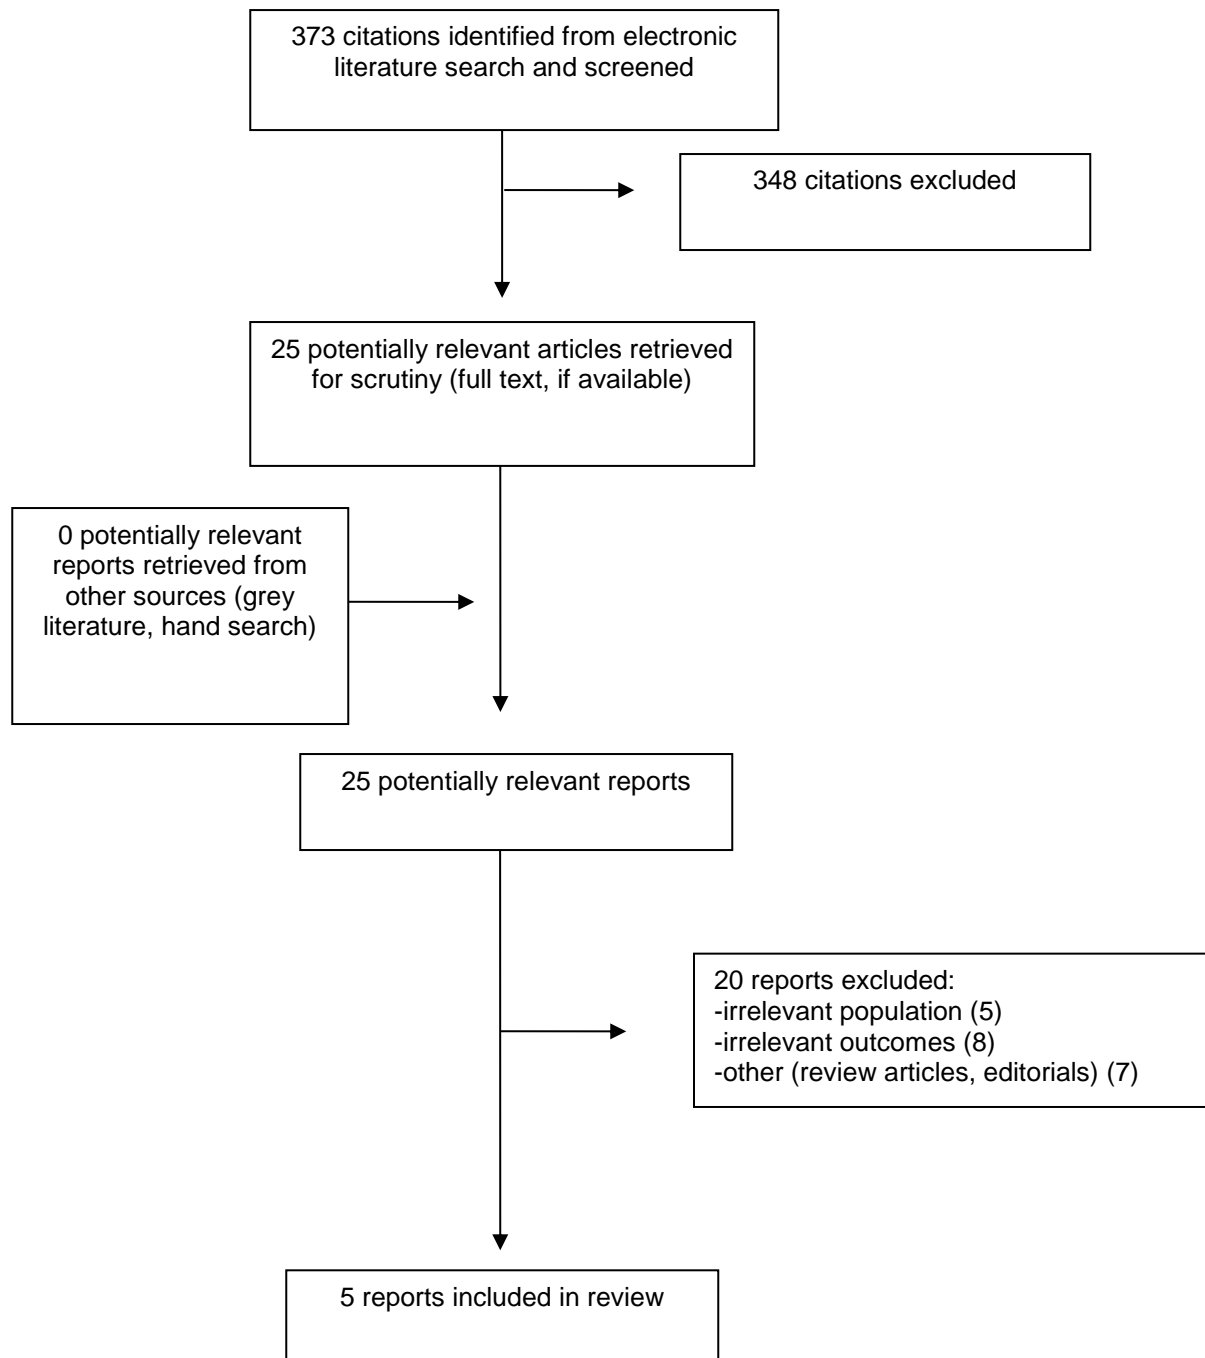 373 citations identified from electronic
literature search and screened
348 citations excluded
25 potentially relevant articles retrieved
for scrutiny (full text, if available)
0 potentially relevant
reports retrieved from
other sources (grey
literature, hand search)
25 potentially relevant reports
20 reports excluded:
-irrelevant population (5)
-irrelevant outcomes (8)
-other (review articles, editorials) (7)
5 reports included in review